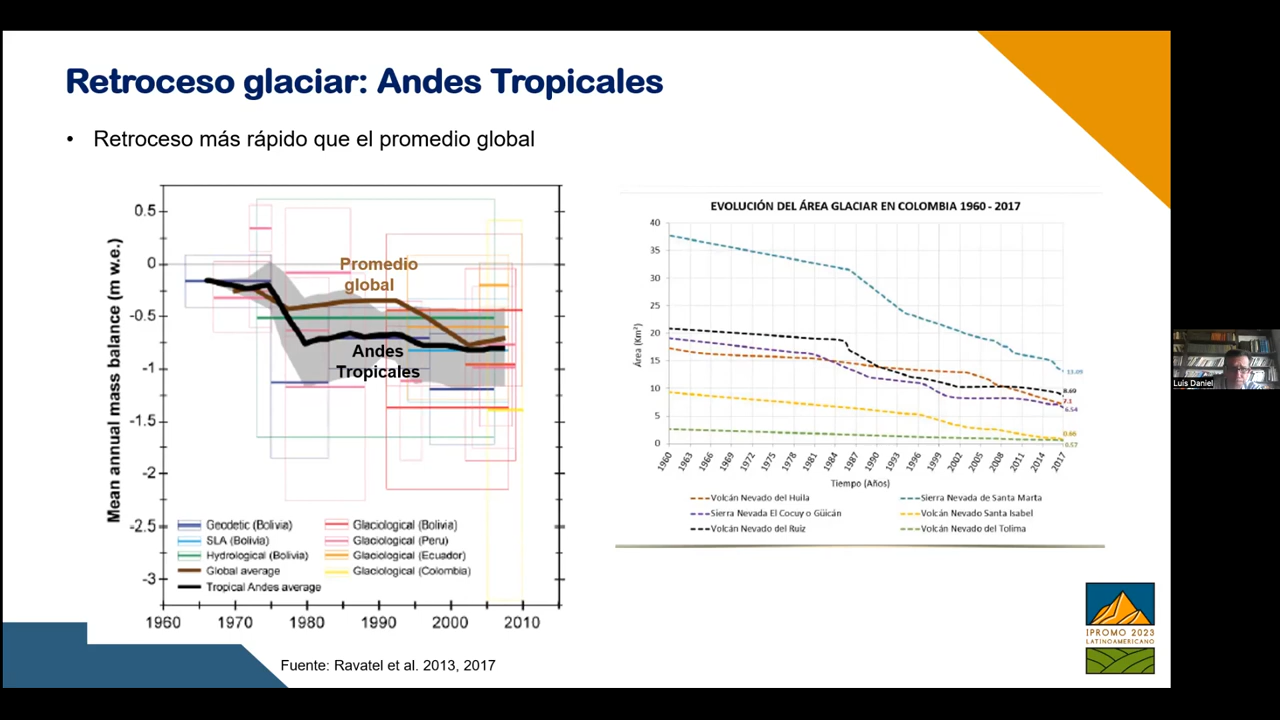 Retroceso glaciar: Andes Tropicales
• Retroceso más rápido que el promedio global
Mean annual mass balance (m w.e.)
0.5
0
-0.5
-1
-1.5
-2
-2.5
-3
1960 1970 1980 1990 2000 2010
Promedio
global
Andes
Tropicales
Geodetic (Bolivia)
SLA (Bolivia)
Hydrological (Bolivia)
Global average
Tropical Andes average
Glaciological (Bolivia)
Glaciological (Peru)
Glaciological (Ecuador)
Glaciological (Colombia)
Fuente: Ravatel et al. 2013, 2017
EVOLUCIÓN DEL ÁREA GLACIAR EN COLOMBIA 1960 - 2017
Área (Km²)
40
35
30
25
20
15
10
5
0
13.09
8.69
7.1
6.54
0.66
0.57
1960 1963 1966 1969 1972 1975 1978 1981 1984 1987 1990 1993 1996 1999 2002 2005 2008 2011 2014 2017
Tiempo (Años)
Volcán Nevado del Huila
Sierra Nevada de Santa Marta
Sierra Nevada El Cocuy o Güicán
Volcán Nevado Santa Isabel
Volcán Nevado del Ruiz
Volcán Nevado del Tolima
IPROMO 2023
LATINOAMERICANO
Luis Daniel